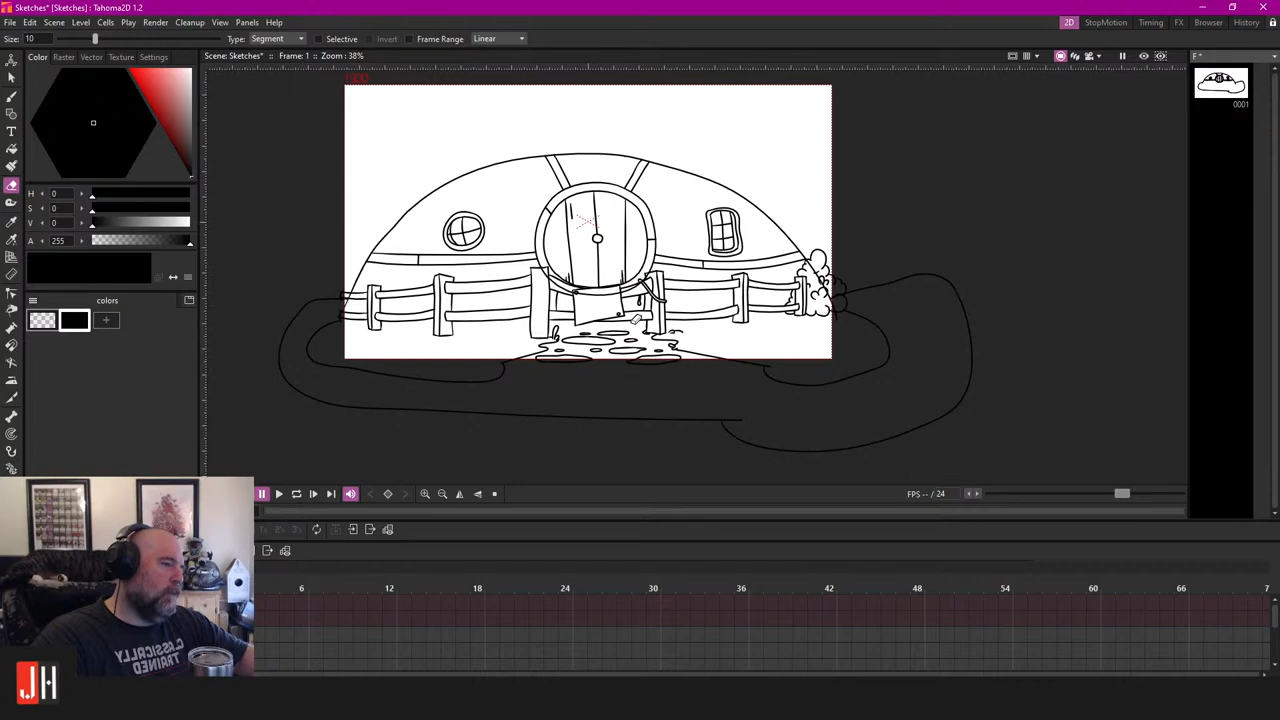 Sketches* [Sketches] : Tahoma2D 1.2
File Edit Scene Level Cells Play Render Cleanup View Panels Help
2D StopMotion Timing FX Browser History
Size: 10 Type: Segment Selective Invert Frame Range Linear
Color Raster Vector Texture Settings
Scene: Sketches* :: Frame: 1 :: Zoom: 38%
F *
0001
H 0
S 0
V 0
A 255
colors
FPS -- / 24
6 12 18 24 30 36 42 48 54 60 66 7
CLASSICALLY
TRAINED
JH